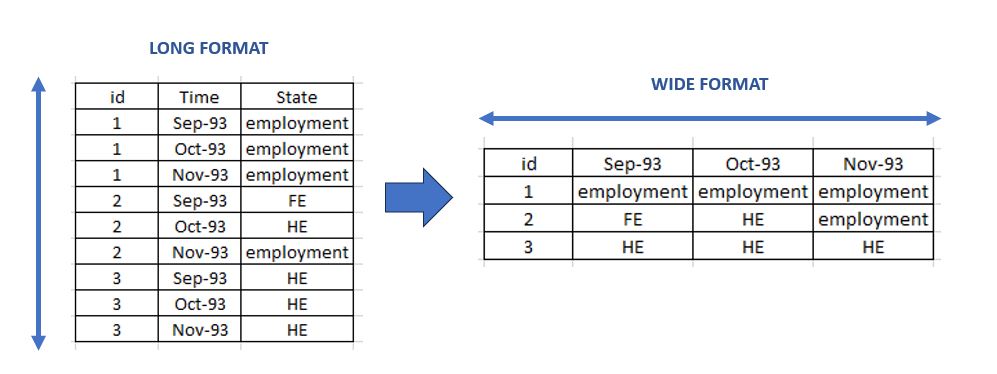 LONG FORMAT
id Time State
1 Sep-93 employment
1 Oct-93 employment
1 Nov-93 employment
2 Sep-93 FE
2 Oct-93 HE
2 Nov-93 employment
3 Sep-93 HE
3 Oct-93 HE
3 Nov-93 HE
WIDE FORMAT
id Sep-93 Oct-93 Nov-93
1 employment employment employment
2 FE HE employment
3 HE HE HE